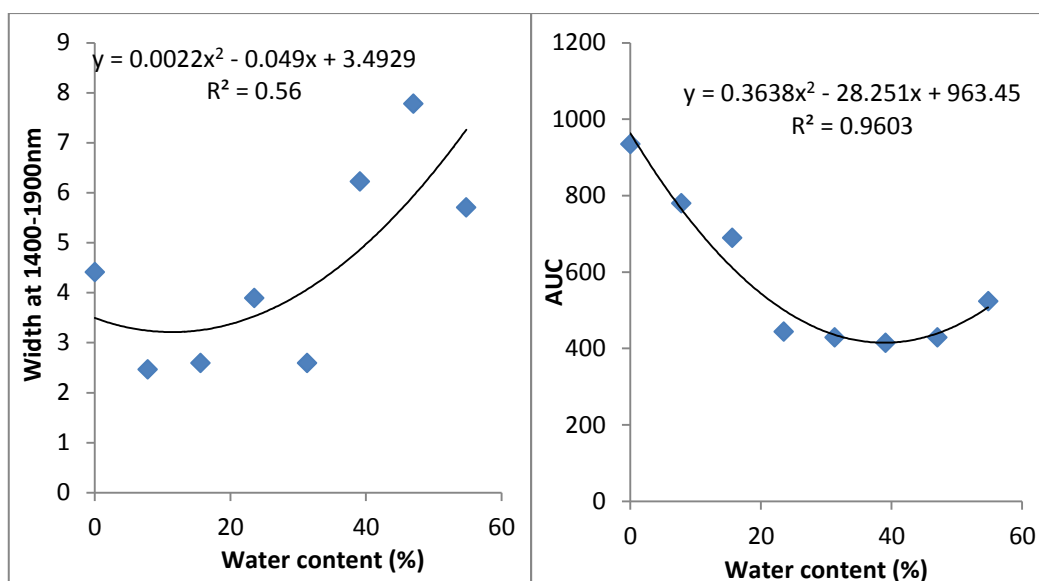 y = 0.0022x² - 0.049x + 3.4929
R² = 0.56
9
8
7
6
5
4
3
2
1
0
Width at 1400-1900nm
0 20 40 60
Water content (%)
y = 0.3638x² - 28.251x + 963.45
R² = 0.9603
1200
1000
800
600
400
200
0
AUC
0 20 40 60
Water content (%)